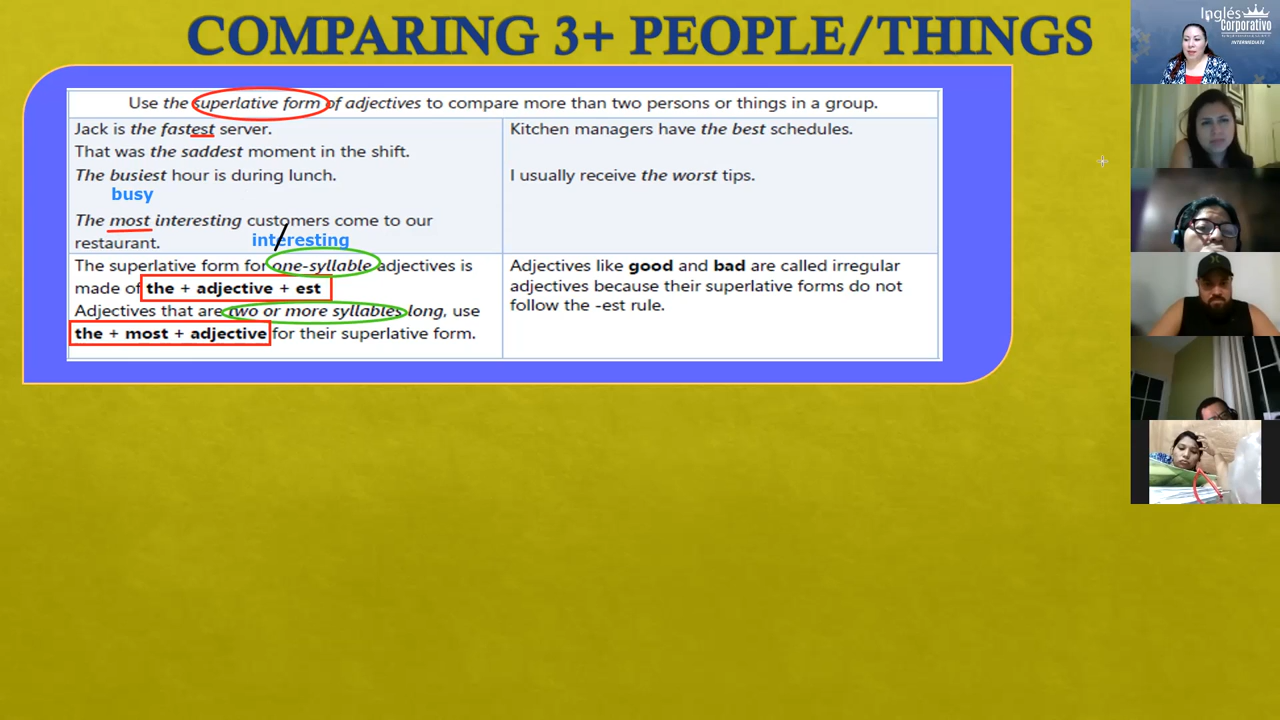 COMPARING 3+ PEOPLE/THINGS
Inglés
Corporativo
INTERMEDIATE
Use the superlative form of adjectives to compare more than two persons or things in a group.
Jack is the fastest server.
That was the saddest moment in the shift.
The busiest hour is during lunch.
busy
The most interesting customers come to our
restaurant.
interesting
Kitchen managers have the best schedules.
I usually receive the worst tips.
The superlative form for one-syllable adjectives is
made of the + adjective + est
Adjectives that are two or more syllables long, use
the + most + adjective for their superlative form.
Adjectives like good and bad are called irregular
adjectives because their superlative forms do not
follow the -est rule.